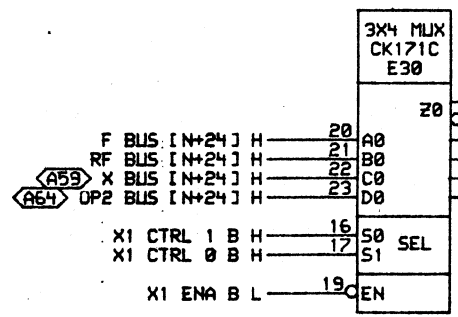 3X4 MUX
CK171C
E30
Z0
F BUS [N+24] H 20 A0
RF BUS [N+24] H 21 B0
A59 X BUS [N+24] H 22 C0
A64 OP2 BUS [N+24] H 23 D0
X1 CTRL 1 B H 16 S0
SEL
X1 CTRL 0 B H 17 S1
X1 ENA B L 19 EN